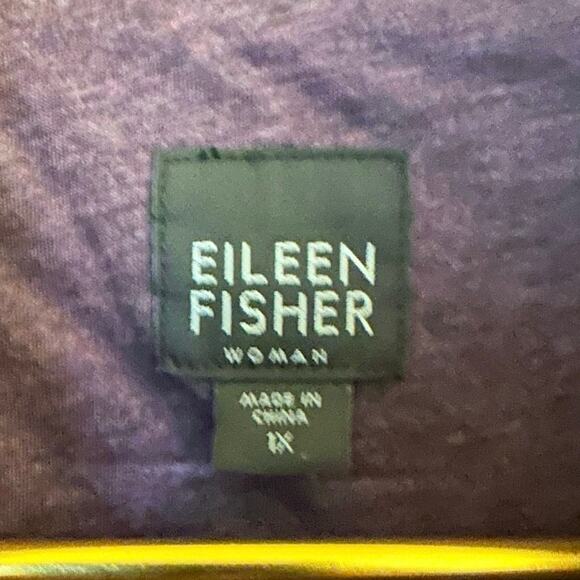 EILEEN
FISHER
WOMAN
MADE IN
CHINA
1X